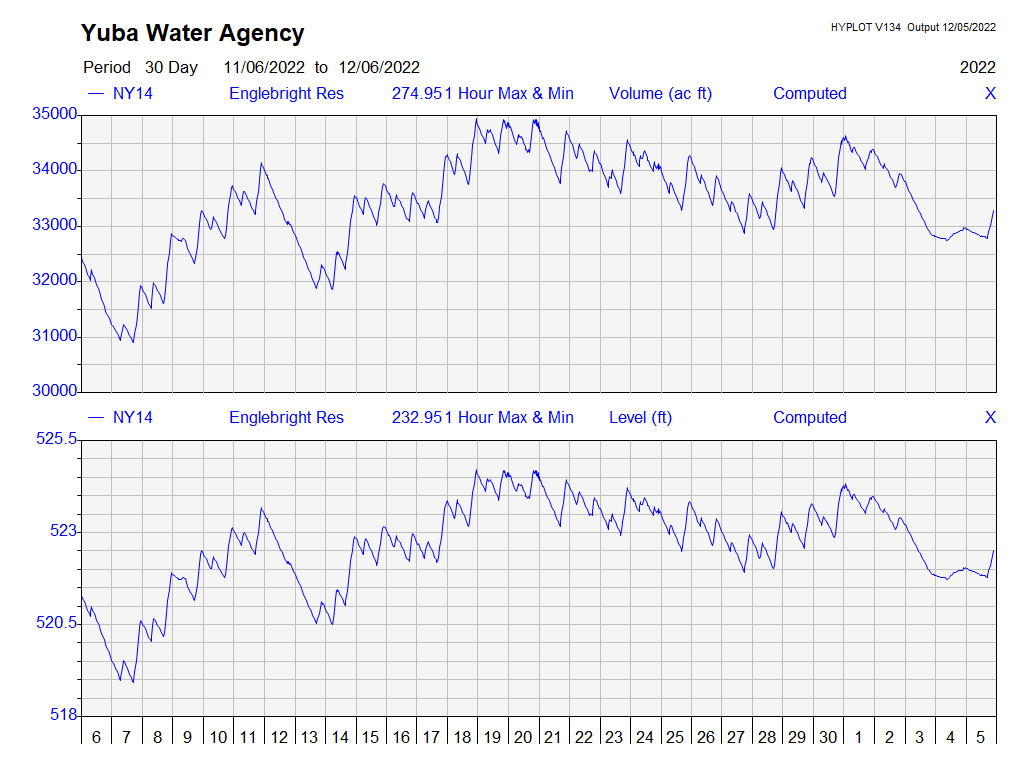 Yuba Water Agency
HYPLOT V134 Output 12/05/2022
Period 30 Day 11/06/2022 to 12/06/2022 2022
— NY14 Englebright Res 274.951 Hour Max & Min Volume (ac ft) Computed X
35000
34000
33000
32000
31000
30000
— NY14 Englebright Res 232.951 Hour Max & Min Level (ft) Computed X
525.5
523
520.5
518
6 7 8 9 10 11 12 13 14 15 16 17 18 19 20 21 22 23 24 25 26 27 28 29 30 1 2 3 4 5